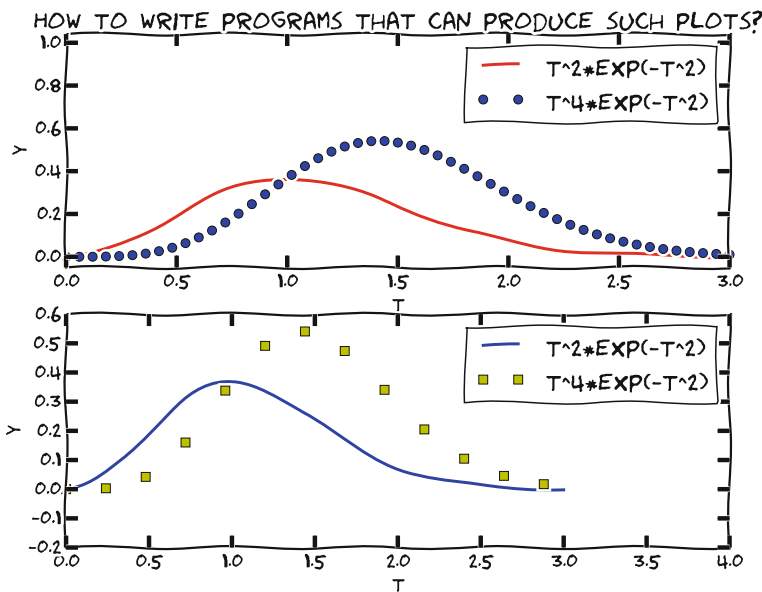 HOW TO WRITE PROGRAMS THAT CAN PRODUCE SUCH PLOTS?
1.0
0.8
0.6
0.4
0.2
0.0
Y
T^2*EXP(-T^2)
T^4*EXP(-T^2)
0.0 0.5 1.0 1.5 2.0 2.5 3.0
T
0.6
0.5
0.4
0.3
0.2
0.1
0.0
-0.1
-0.2
Y
T^2*EXP(-T^2)
T^4*EXP(-T^2)
0.0 0.5 1.0 1.5 2.0 2.5 3.0 3.5 4.0
T